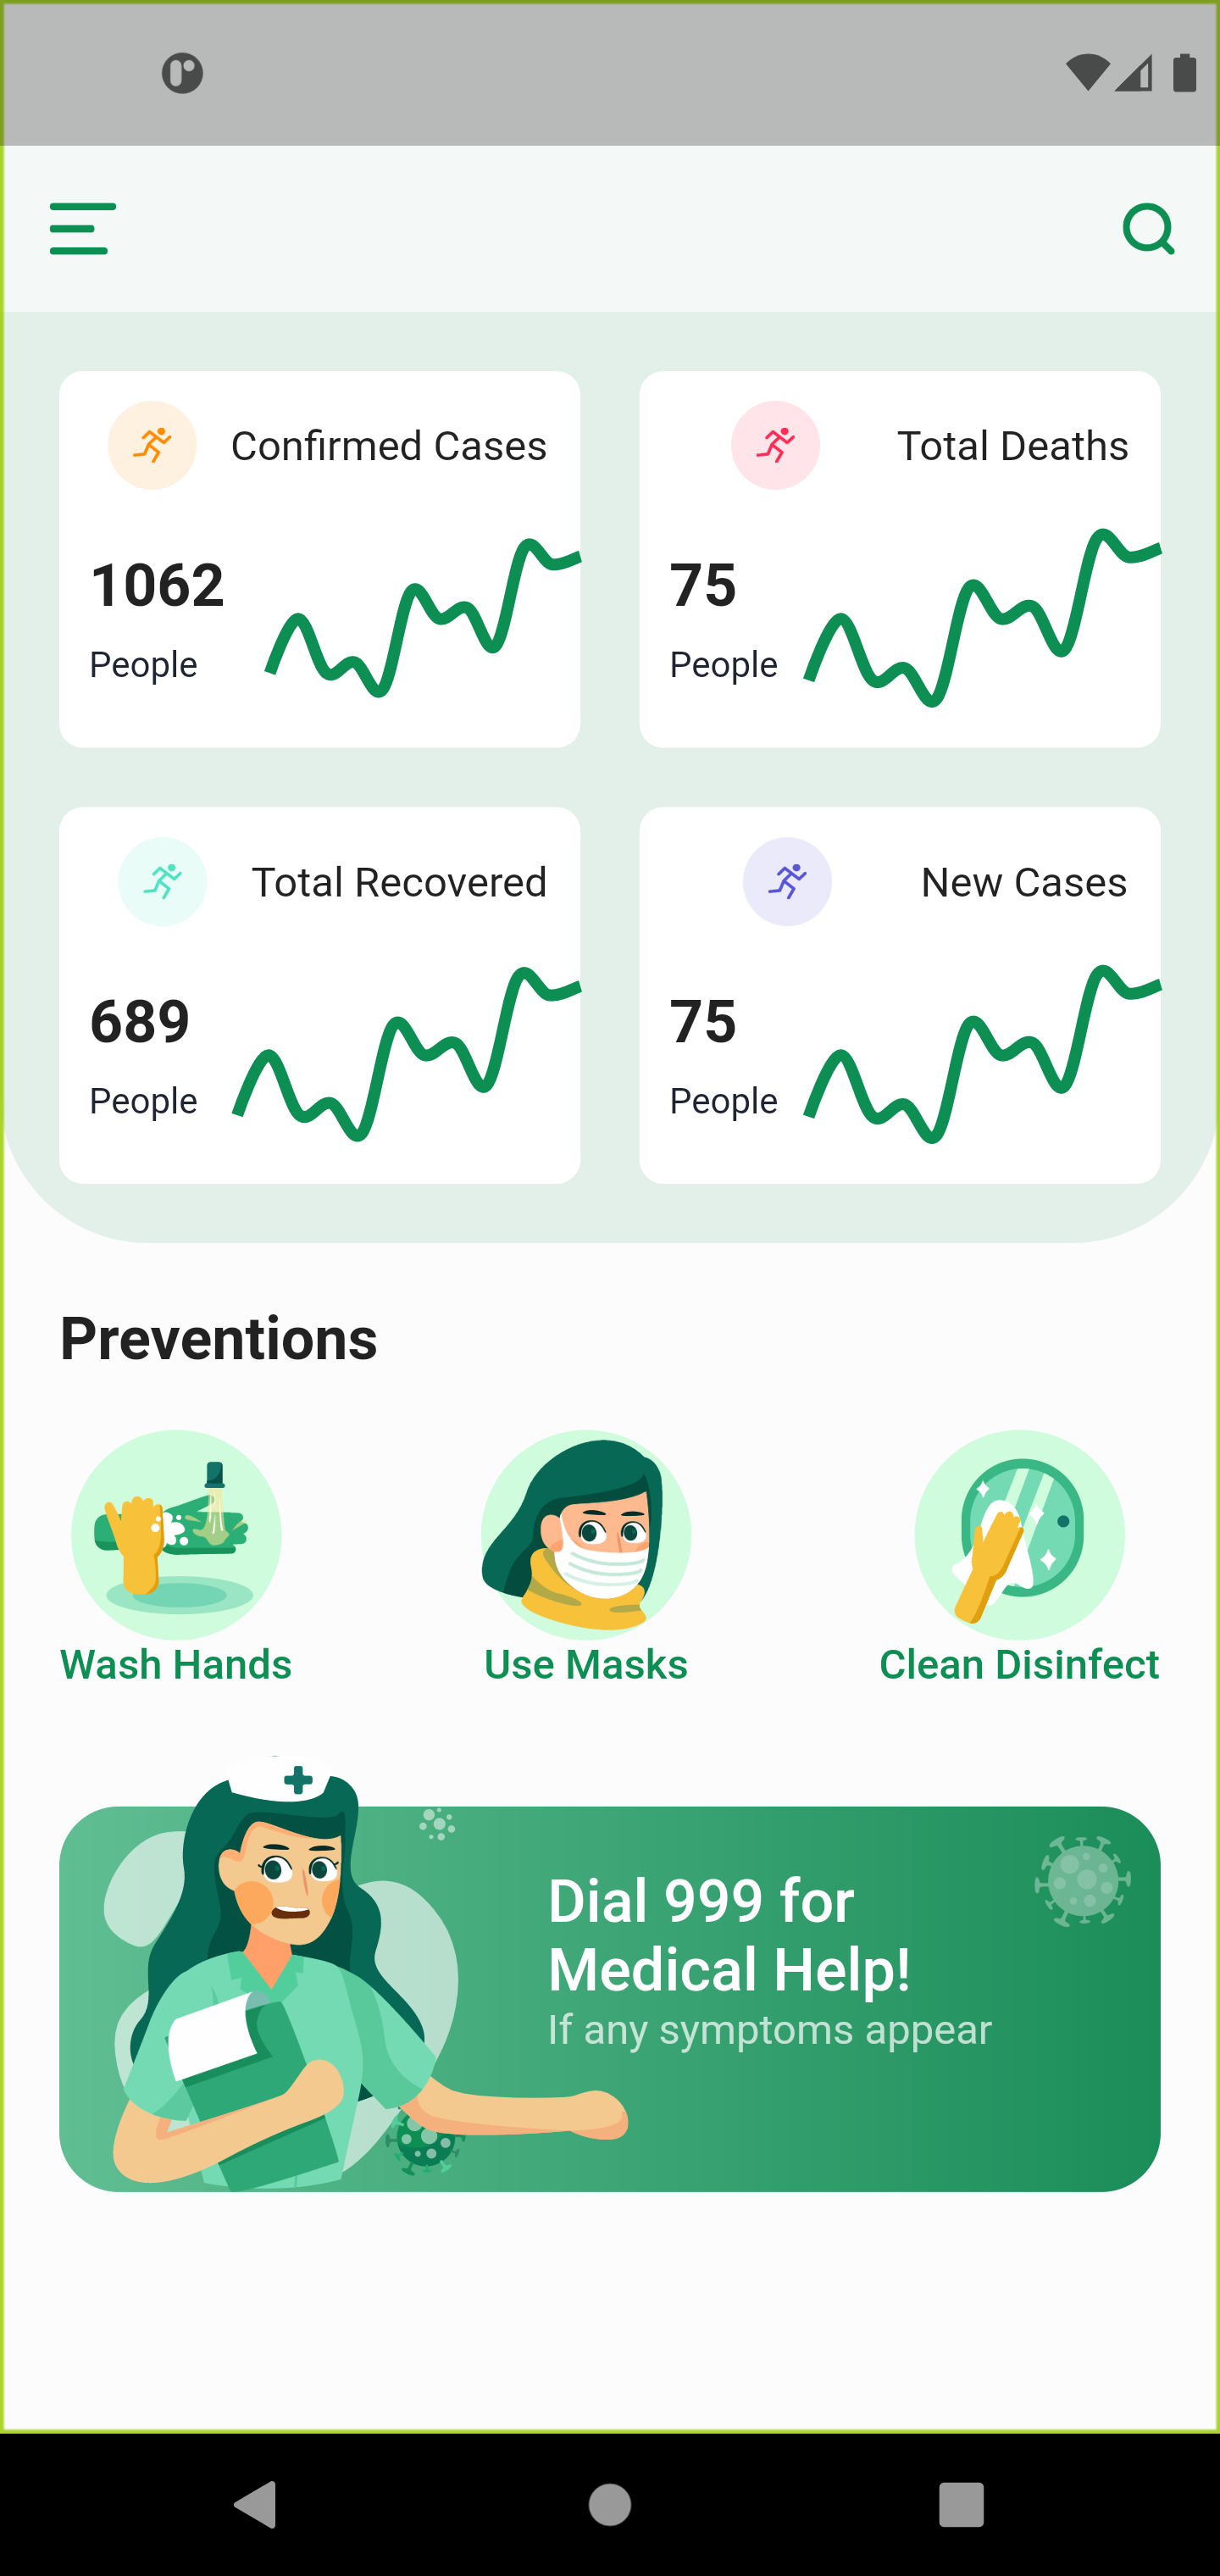 Confirmed Cases
1062
People
Total Deaths
75
People
Total Recovered
689
People
New Cases
75
People
Preventions
Wash Hands
Use Masks
Clean Disinfect
Dial 999 for
Medical Help!
If any symptoms appear